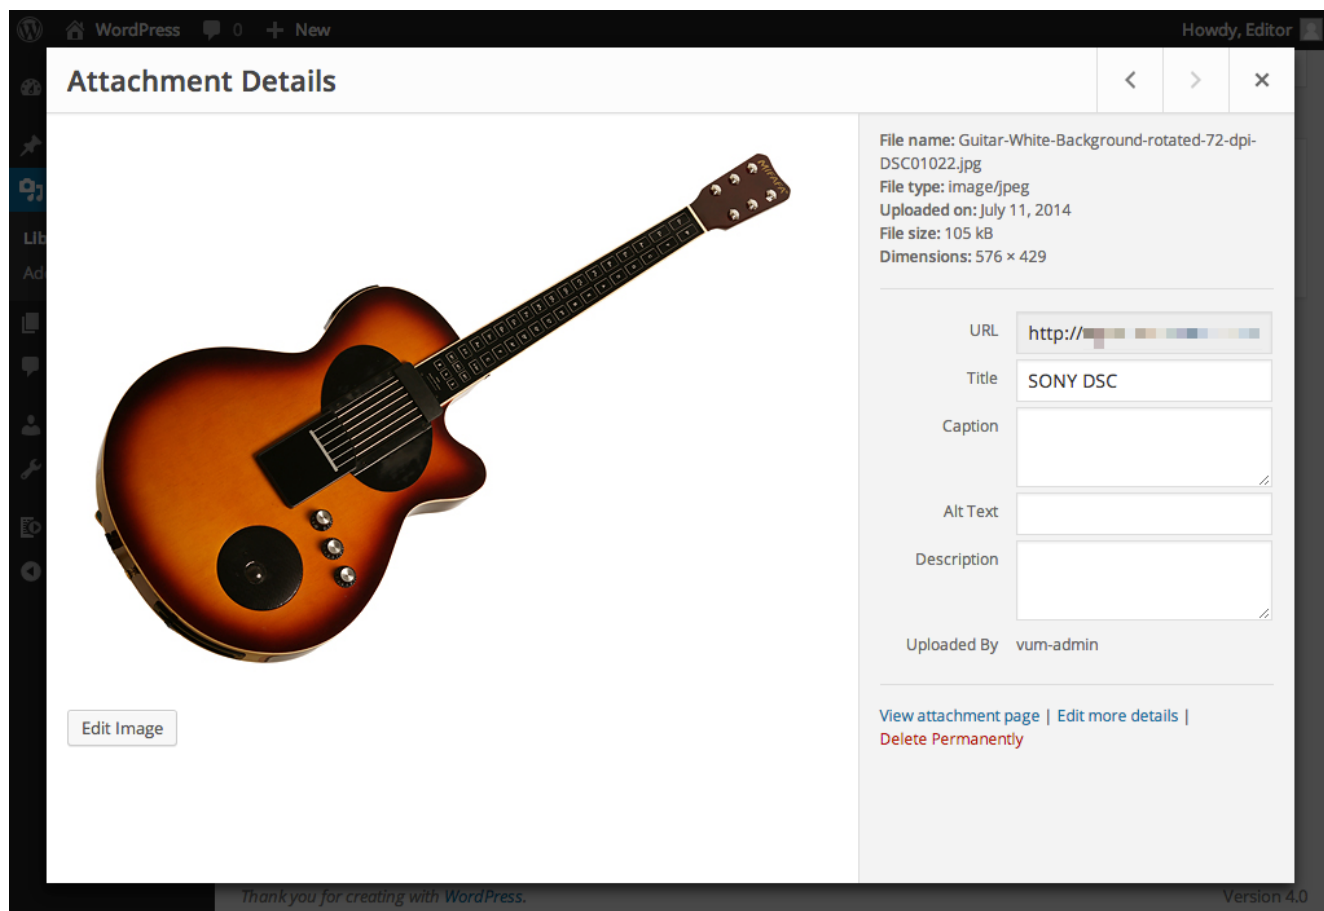 WordPress 0 New Howdy, Editor
Attachment Details
File name: Guitar-White-Background-rotated-72-dpi-
DSC01022.jpg
File type: image/jpeg
Uploaded on: July 11, 2014
File size: 105 kB
Dimensions: 576 × 429
MIFAFA
Lib
Add
URL http://
Title SONY DSC
Caption
Alt Text
Description
Uploaded By vum-admin
Edit Image
View attachment page | Edit more details |
Delete Permanently
Thank you for creating with WordPress. Version 4.0